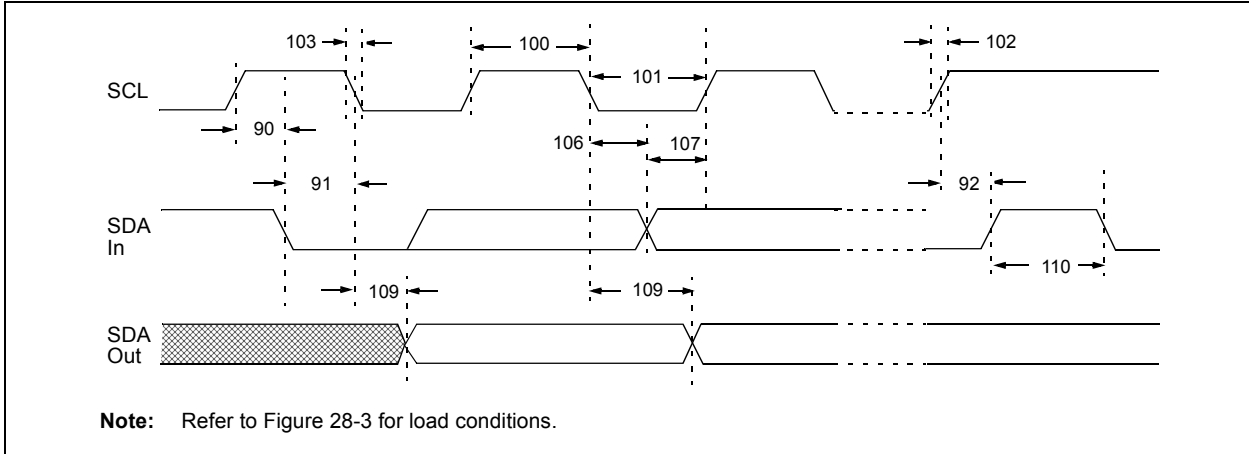 103
100
102
SCL
101
90
106
107
91
92
SDA
In
109
109
110
SDA
Out
Note: Refer to Figure 28-3 for load conditions.